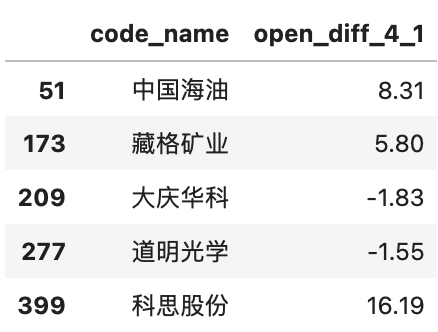 code_name open_diff_4_1
51 中国海油 8.31
173 藏格矿业 5.80
209 大庆华科 -1.83
277 道明光学 -1.55
399 科思股份 16.19